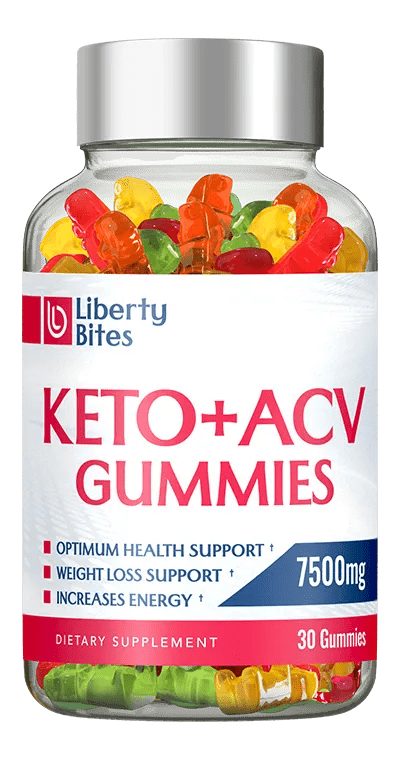 Liberty
Bites
KETO+ACV
GUMMIES
OPTIMUM HEALTH SUPPORT †
WEIGHT LOSS SUPPORT †
INCREASES ENERGY †
7500mg
DIETARY SUPPLEMENT
30 Gummies